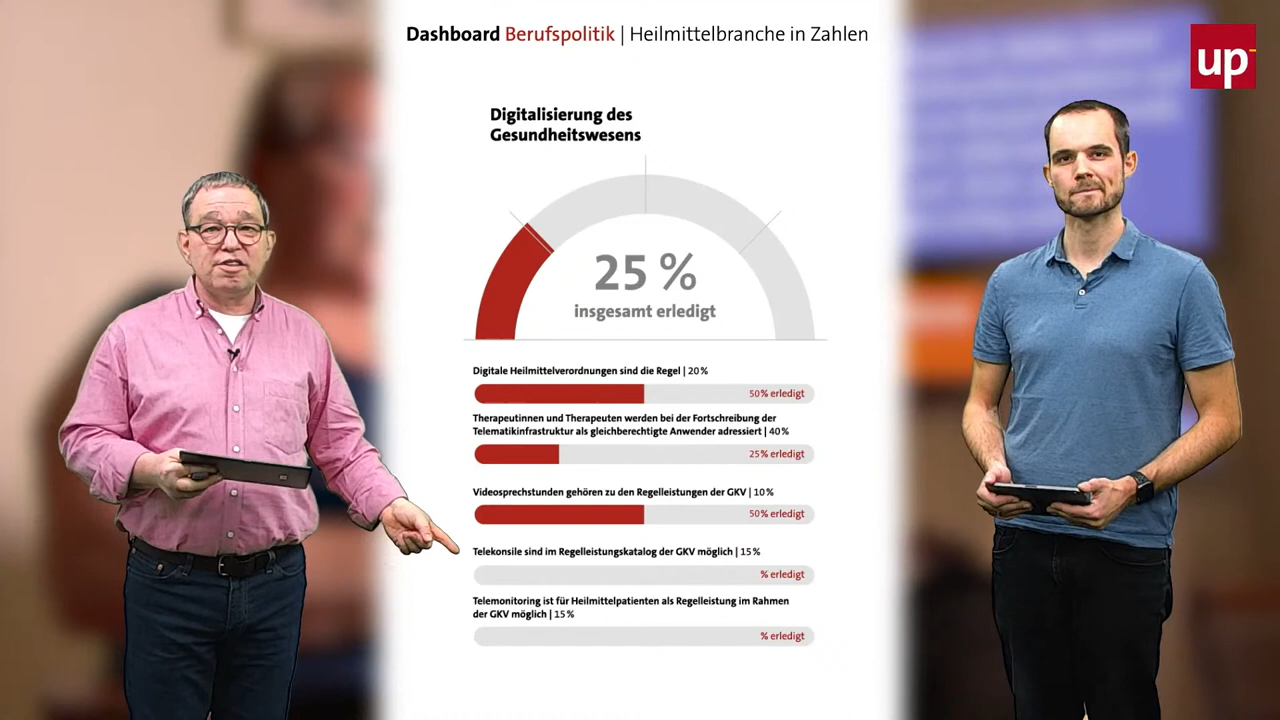 Dashboard Berufspolitik | Heilmittelbranche in Zahlen
up
Digitalisierung des
Gesundheitswesens
25 %
insgesamt erledigt
Digitale Heilmittelverordnungen sind die Regel | 20 %
50 % erledigt
Therapeutinnen und Therapeuten werden bei der Fortschreibung der
Telematikinfrastruktur als gleichberechtigte Anwender adressiert | 40 %
25 % erledigt
Videosprechstunden gehören zu den Regelleistungen der GKV | 10 %
50 % erledigt
Telekonsile sind im Regelleistungskatalog der GKV möglich | 15 %
% erledigt
Telemonitoring ist für Heilmittelpatienten als Regelleistung im Rahmen
der GKV möglich | 15 %
% erledigt